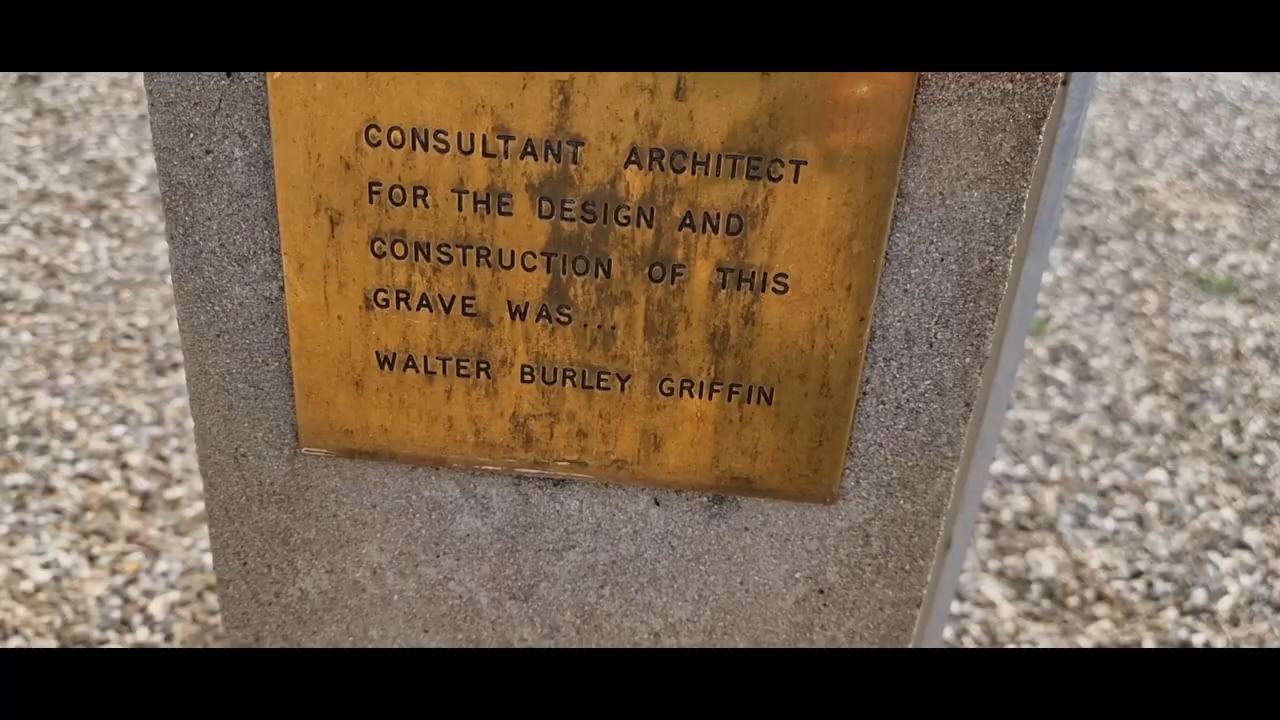 CONSULTANT ARCHITECT
FOR THE DESIGN AND
CONSTRUCTION OF THIS
GRAVE WAS...
WALTER BURLEY GRIFFIN